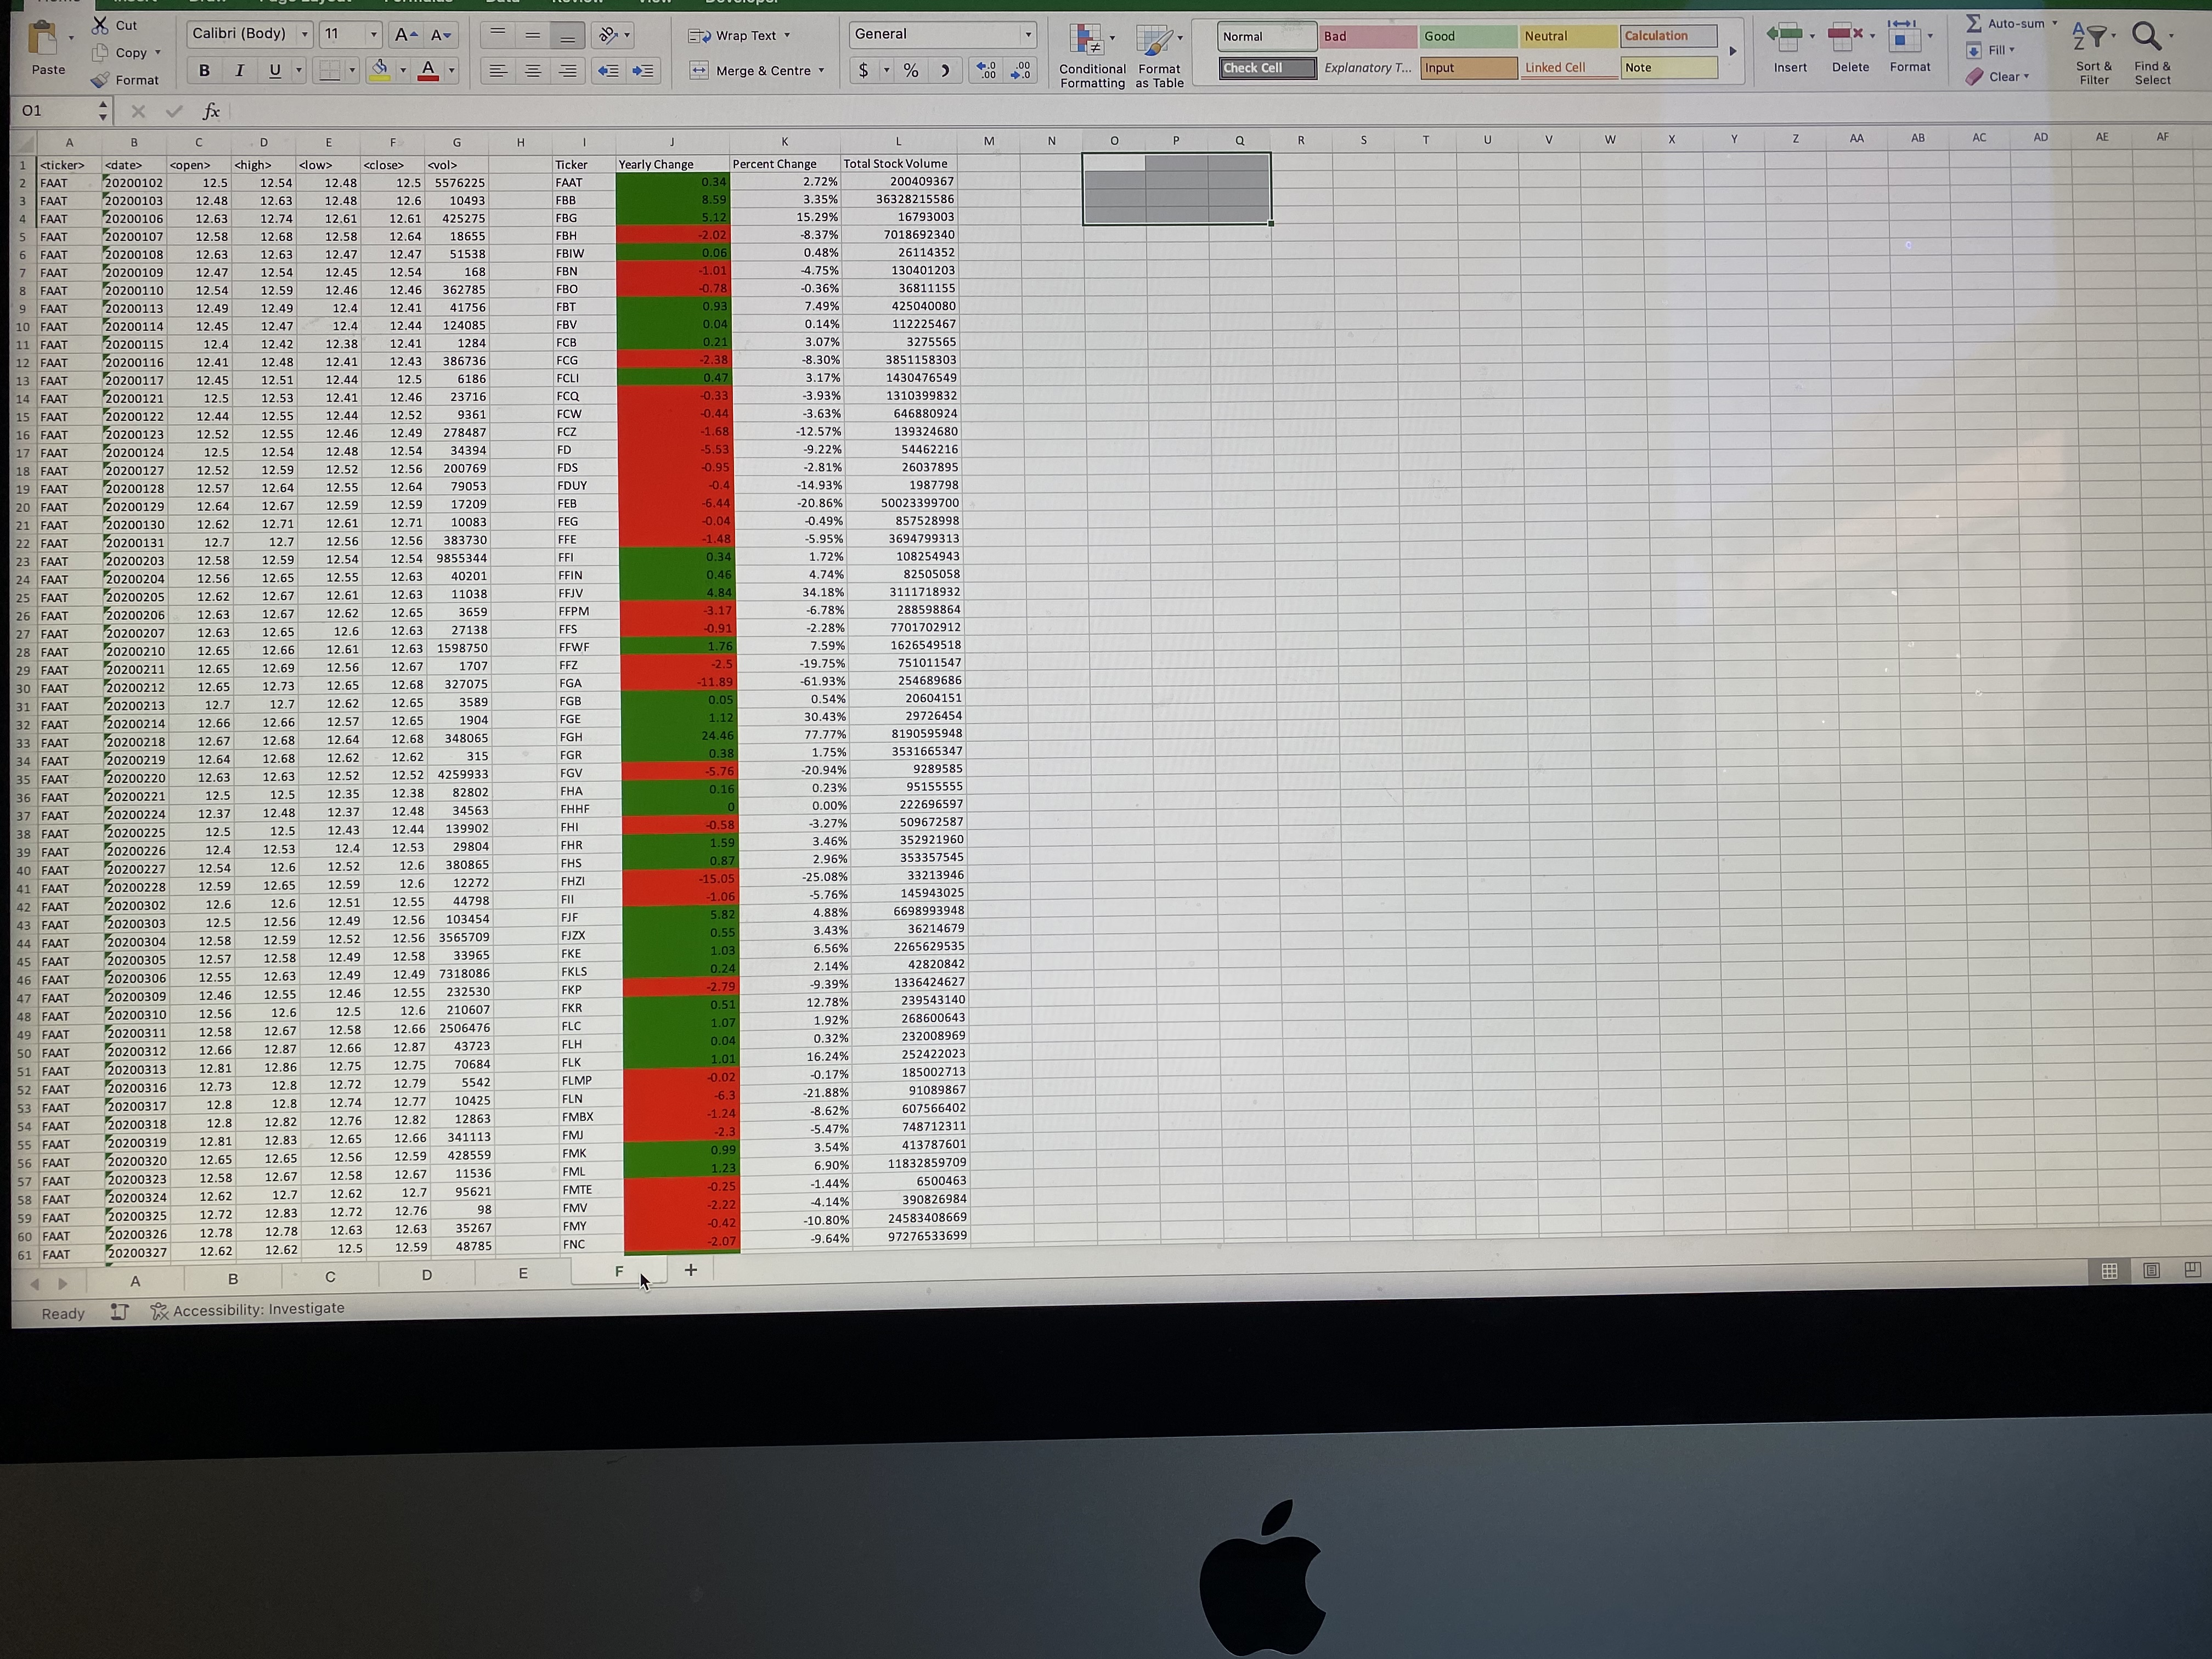 Cut
Copy
Paste
Format
Calibri (Body)
11
B I U
Wrap Text
Merge & Centre
General
$ %
Conditional Formatting
Format as Table
Normal Bad Good Neutral Calculation
Check Cell Explanatory T... Input Linked Cell Note
Insert Delete Format
Auto-sum
Fill
Clear
Sort & Filter
Find & Select
O1 fx
A B C D E F G H I J K L M N O P Q R S T U V W X Y Z AA AB AC AD AE AF
1 <ticker> <date> <open> <high> <low> <close> <vol> Ticker Yearly Change Percent Change Total Stock Volume
2 FAAT 20200102 12.5 12.54 12.48 12.5 5576225 FAAT 0.34 2.72% 200409367
3 FAAT 20200103 12.48 12.63 12.48 12.6 10493 FBB 8.59 3.35% 36328215586
4 FAAT 20200106 12.63 12.74 12.61 12.61 425275 FBG 5.12 15.29% 16793003
5 FAAT 20200107 12.58 12.68 12.58 12.64 18655 FBH -2.02 -8.37% 7018692340
6 FAAT 20200108 12.63 12.63 12.47 12.47 51538 FBIW 0.06 0.48% 26114352
7 FAAT 20200109 12.47 12.54 12.45 12.54 168 FBN -1.01 -4.75% 130401203
8 FAAT 20200110 12.54 12.59 12.46 12.46 362785 FBO -0.78 -0.36% 36811155
9 FAAT 20200113 12.49 12.49 12.4 12.41 41756 FBT 0.93 7.49% 425040080
10 FAAT 20200114 12.45 12.47 12.4 12.44 124085 FBV 0.04 0.14% 112225467
11 FAAT 20200115 12.4 12.42 12.38 12.41 1284 FCB 0.21 3.07% 3275565
12 FAAT 20200116 12.41 12.48 12.41 12.43 386736 FCG -2.38 -8.30% 3851158303
13 FAAT 20200117 12.45 12.51 12.44 12.5 6186 FCLI 0.47 3.17% 1430476549
14 FAAT 20200121 12.5 12.53 12.41 12.46 23716 FCQ -0.33 -3.93% 1310399832
15 FAAT 20200122 12.44 12.55 12.44 12.52 9361 FCW -0.44 -3.63% 646880924
16 FAAT 20200123 12.52 12.55 12.46 12.49 278487 FCZ -1.68 -12.57% 139324680
17 FAAT 20200124 12.5 12.54 12.48 12.54 34394 FD -5.53 -9.22% 54462216
18 FAAT 20200127 12.52 12.59 12.52 12.56 200769 FDS -0.95 -2.81% 26037895
19 FAAT 20200128 12.57 12.64 12.55 12.64 79053 FDUY -0.4 -14.93% 1987798
20 FAAT 20200129 12.64 12.67 12.59 12.59 17209 FEB -6.44 -20.86% 50023399700
21 FAAT 20200130 12.62 12.71 12.61 12.71 10083 FEG -0.04 -0.49% 857528998
22 FAAT 20200131 12.7 12.7 12.56 12.56 383730 FFE -1.48 -5.95% 3694799313
23 FAAT 20200203 12.58 12.59 12.54 12.54 9855344 FFI 0.34 1.72% 108254943
24 FAAT 20200204 12.56 12.65 12.55 12.63 40201 FFIN 0.46 4.74% 82505058
25 FAAT 20200205 12.62 12.67 12.61 12.63 11038 FFJV 4.84 34.18% 3111718932
26 FAAT 20200206 12.63 12.67 12.62 12.65 3659 FFPM -3.17 -6.78% 288598864
27 FAAT 20200207 12.63 12.65 12.6 12.63 27138 FFS -0.91 -2.28% 7701702912
28 FAAT 20200210 12.65 12.66 12.61 12.63 1598750 FFWF 1.76 7.59% 1626549518
29 FAAT 20200211 12.65 12.69 12.56 12.67 1707 FFZ -2.5 -19.75% 751011547
30 FAAT 20200212 12.65 12.73 12.65 12.68 327075 FGA -11.89 -61.93% 254689686
31 FAAT 20200213 12.7 12.7 12.62 12.65 3589 FGB 0.05 0.54% 20604151
32 FAAT 20200214 12.66 12.66 12.57 12.65 1904 FGE 1.12 30.43% 29726454
33 FAAT 20200218 12.67 12.68 12.64 12.68 348065 FGH 24.46 77.77% 8190595948
34 FAAT 20200219 12.64 12.68 12.62 12.62 315 FGR 0.38 1.75% 3531665347
35 FAAT 20200220 12.63 12.63 12.52 12.52 4259933 FGV -5.76 -20.94% 9289585
36 FAAT 20200221 12.5 12.5 12.35 12.38 82802 FHA 0.16 0.23% 95155555
37 FAAT 20200224 12.37 12.48 12.37 12.48 34563 FHHF 0 0.00% 222696597
38 FAAT 20200225 12.5 12.5 12.43 12.44 139902 FHI -0.58 -3.27% 509672587
39 FAAT 20200226 12.4 12.53 12.4 12.53 29804 FHR 1.59 3.46% 352921960
40 FAAT 20200227 12.54 12.6 12.52 12.6 380865 FHS 0.87 2.96% 353357545
41 FAAT 20200228 12.59 12.65 12.59 12.6 12272 FHZI -15.05 -25.08% 33213946
42 FAAT 20200302 12.6 12.6 12.51 12.55 44798 FII -1.06 -5.76% 145943025
43 FAAT 20200303 12.5 12.56 12.49 12.56 103454 FJF 5.82 4.88% 6698993948
44 FAAT 20200304 12.58 12.59 12.52 12.56 3565709 FJZX 0.55 3.43% 36214679
45 FAAT 20200305 12.57 12.58 12.49 12.58 33965 FKE 1.03 6.56% 2265629535
46 FAAT 20200306 12.55 12.63 12.49 12.49 7318086 FKLS 0.24 2.14% 42820842
47 FAAT 20200309 12.46 12.55 12.46 12.55 232530 FKP -2.79 -9.39% 1336424627
48 FAAT 20200310 12.56 12.6 12.5 12.6 210607 FKR 0.51 12.78% 239543140
49 FAAT 20200311 12.58 12.67 12.58 12.66 2506476 FLC 1.07 1.92% 268600643
50 FAAT 20200312 12.66 12.87 12.66 12.87 43723 FLH 0.04 0.32% 232008969
51 FAAT 20200313 12.81 12.86 12.75 12.75 70684 FLK 1.01 16.24% 252422023
52 FAAT 20200316 12.73 12.8 12.72 12.79 5542 FLMP -0.02 -0.17% 185002713
53 FAAT 20200317 12.8 12.8 12.74 12.77 10425 FLN -6.3 -21.88% 91089867
54 FAAT 20200318 12.8 12.82 12.76 12.82 12863 FMBX -1.24 -8.62% 607566402
55 FAAT 20200319 12.81 12.83 12.65 12.66 341113 FMJ -2.3 -5.47% 748712311
56 FAAT 20200320 12.65 12.65 12.56 12.59 428559 FMK 0.99 3.54% 413787601
57 FAAT 20200323 12.58 12.67 12.58 12.67 11536 FML 1.23 6.90% 11832859709
58 FAAT 20200324 12.62 12.7 12.62 12.7 95621 FMTE -0.25 -1.44% 6500463
59 FAAT 20200325 12.72 12.83 12.72 12.76 98 FMV -2.22 -4.14% 390826984
60 FAAT 20200326 12.78 12.78 12.63 12.63 35267 FMY -0.42 -10.80% 24583408669
61 FAAT 20200327 12.62 12.62 12.5 12.59 48785 FNC -2.07 -9.64% 97276533699
A B C D E F +
Ready Accessibility: Investigate